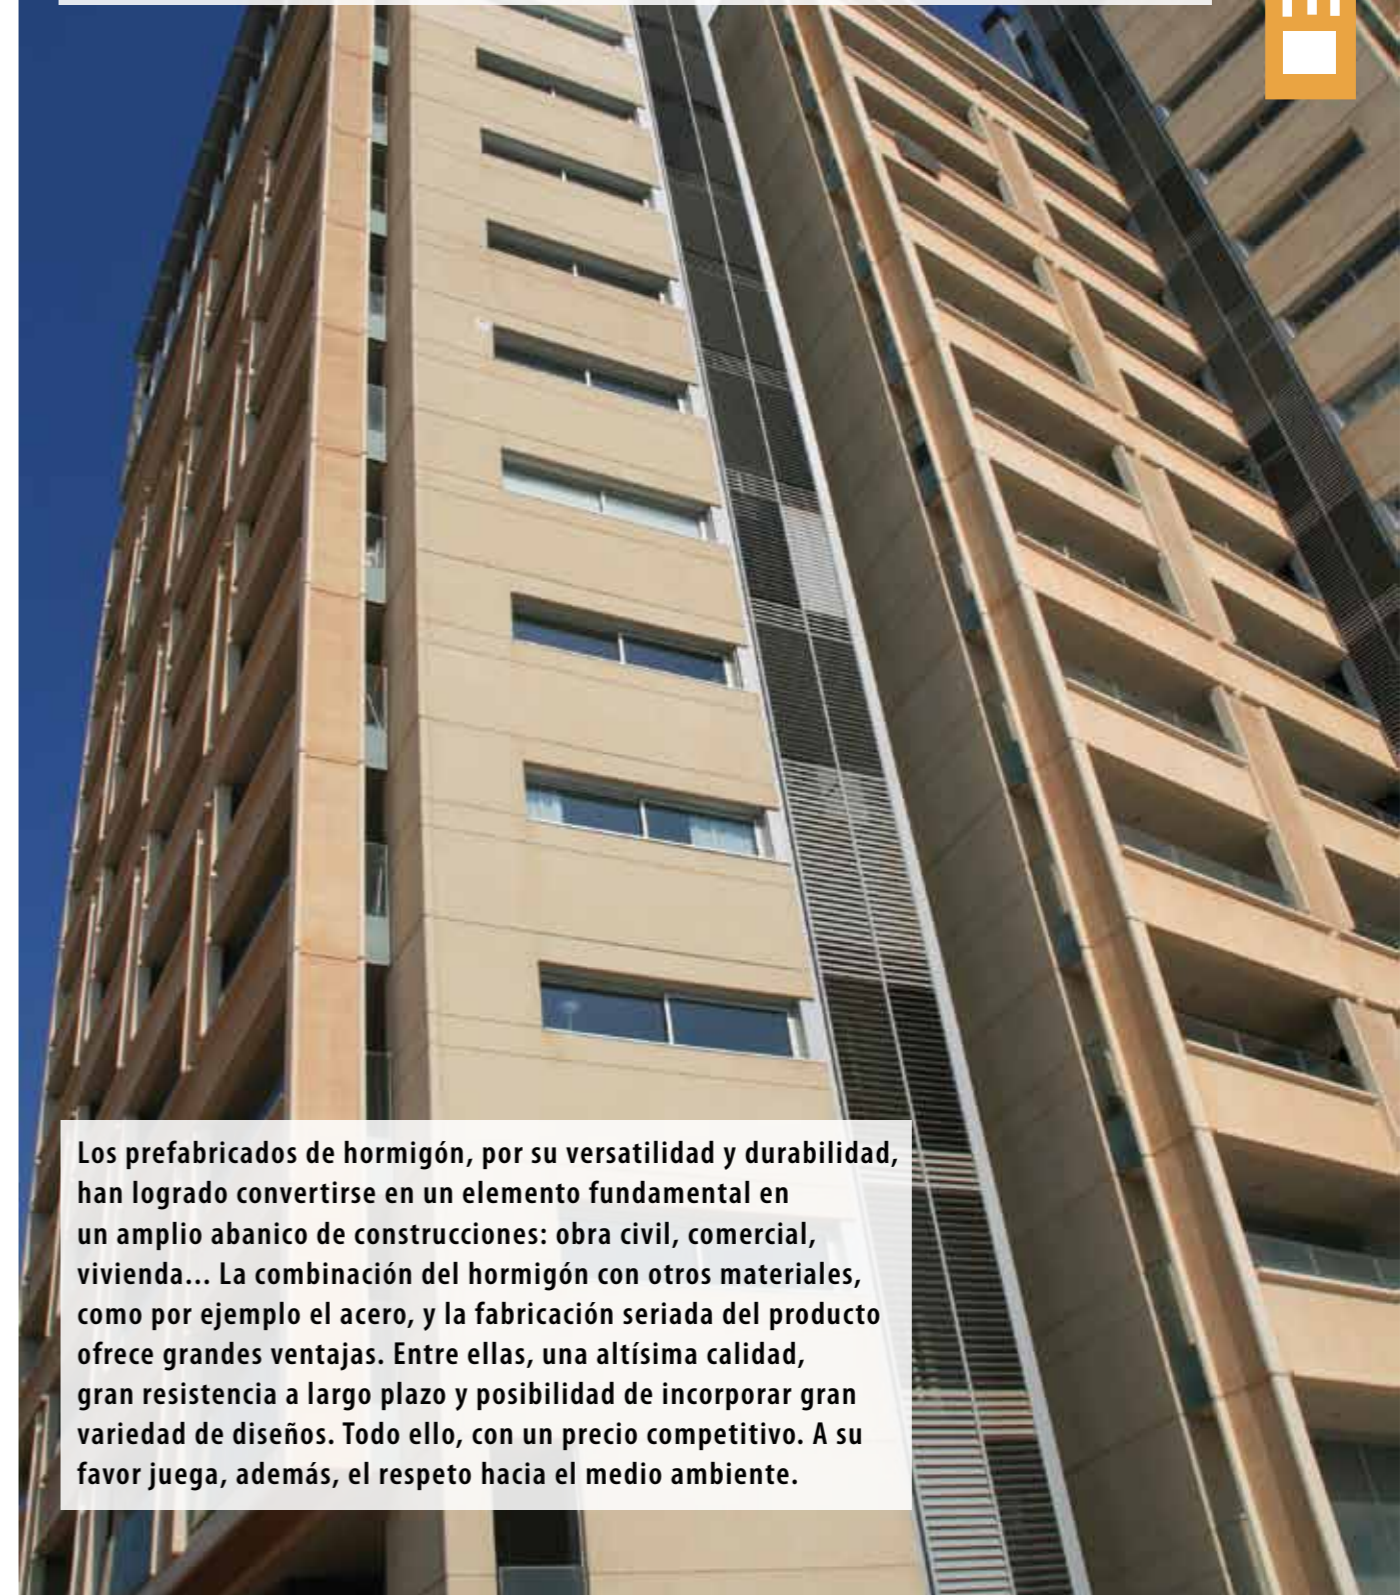 Los prefabricados de hormigón, por su versatilidad y durabilidad,
han logrado convertirse en un elemento fundamental en
un amplio abanico de construcciones: obra civil, comercial,
vivienda... La combinación del hormigón con otros materiales,
como por ejemplo el acero, y la fabricación seriada del producto
ofrece grandes ventajas. Entre ellas, una altísima calidad,
gran resistencia a largo plazo y posibilidad de incorporar gran
variedad de diseños. Todo ello, con un precio competitivo. A su
favor juega, además, el respeto hacia el medio ambiente.